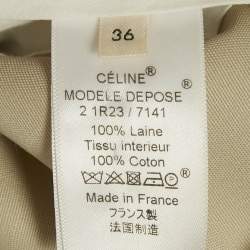 36
CÉLINE®
MODELE DEPOSE®
2 1R23 / 7141
100% Laine
Tissu interieur
100% Coton
Made in France
フランス製
法国制造